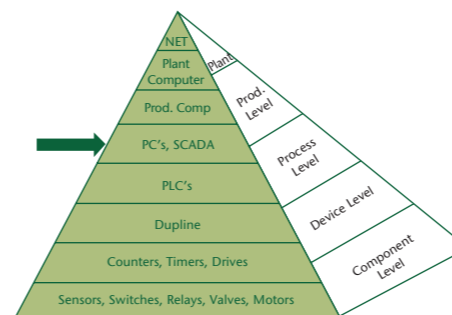 NET
Plant
Computer
Prod. Comp
PC's, SCADA
PLC's
Dupline
Counters, Timers, Drives
Sensors, Switches, Relays, Valves, Motors
Plant
Prod.
Level
Process
Level
Device Level
Component
Level